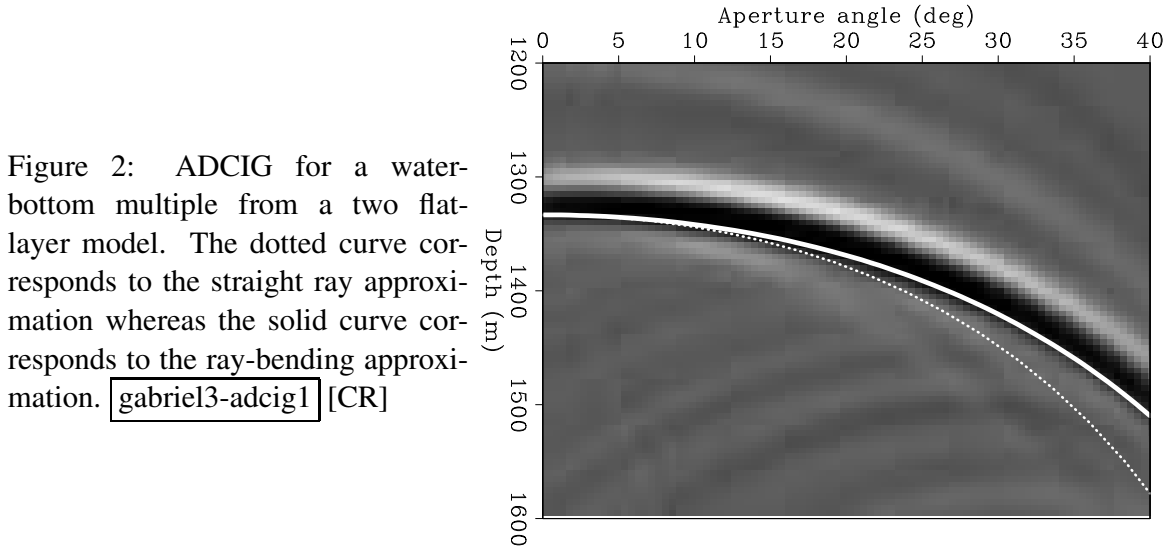 Figure 2: ADCIG for a water-
bottom multiple from a two flat-
layer model. The dotted curve cor-
responds to the straight ray approxi-
mation whereas the solid curve cor-
responds to the ray-bending approxi-
mation. gabriel3-adcig1 [CR]
Aperture angle (deg)
0 5 10 15 20 25 30 35 40
Depth (m)
1200
1300
1400
1500
1600